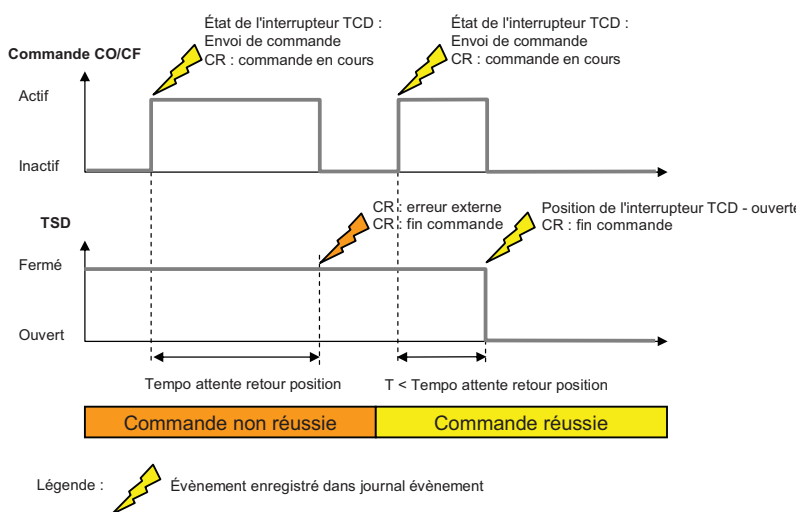 État de l'interrupteur TCD :
Envoi de commande
CR : commande en cours
État de l'interrupteur TCD :
Envoi de commande
CR : commande en cours
Commande CO/CF
Actif
Inactif
TSD
CR : erreur externe
CR : fin commande
Position de l'interrupteur TCD - ouverte
CR : fin commande
Fermé
Ouvert
Tempo attente retour position
T < Tempo attente retour position
Commande non réussie
Commande réussie
Légende :
Évènement enregistré dans journal évènement